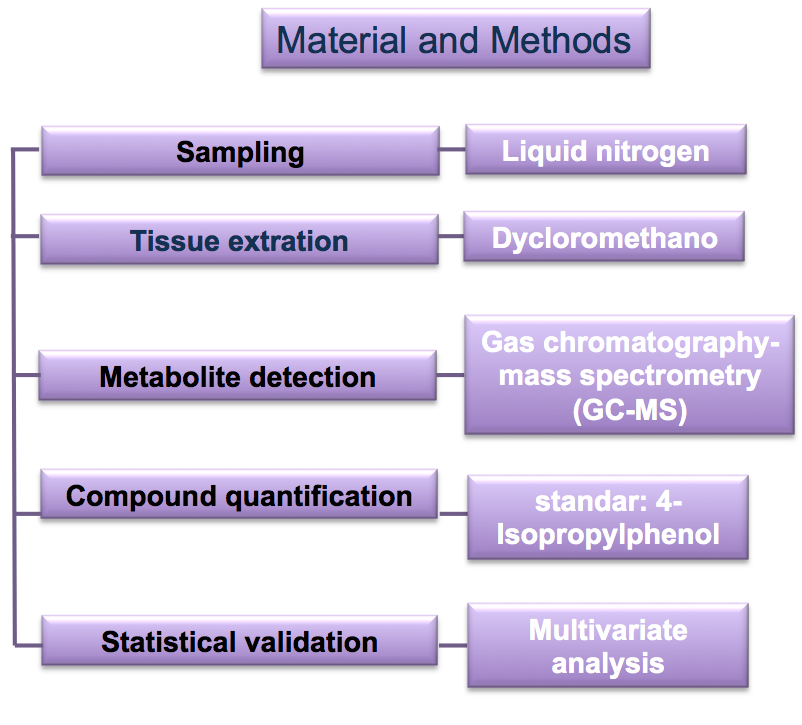 Material and Methods
Sampling
Liquid nitrogen
Tissue extration
Dycloromethano
Metabolite detection
Gas chromatography-
mass spectrometry
(GC-MS)
Compound quantification
standar: 4-
Isopropylphenol
Statistical validation
Multivariate
analysis